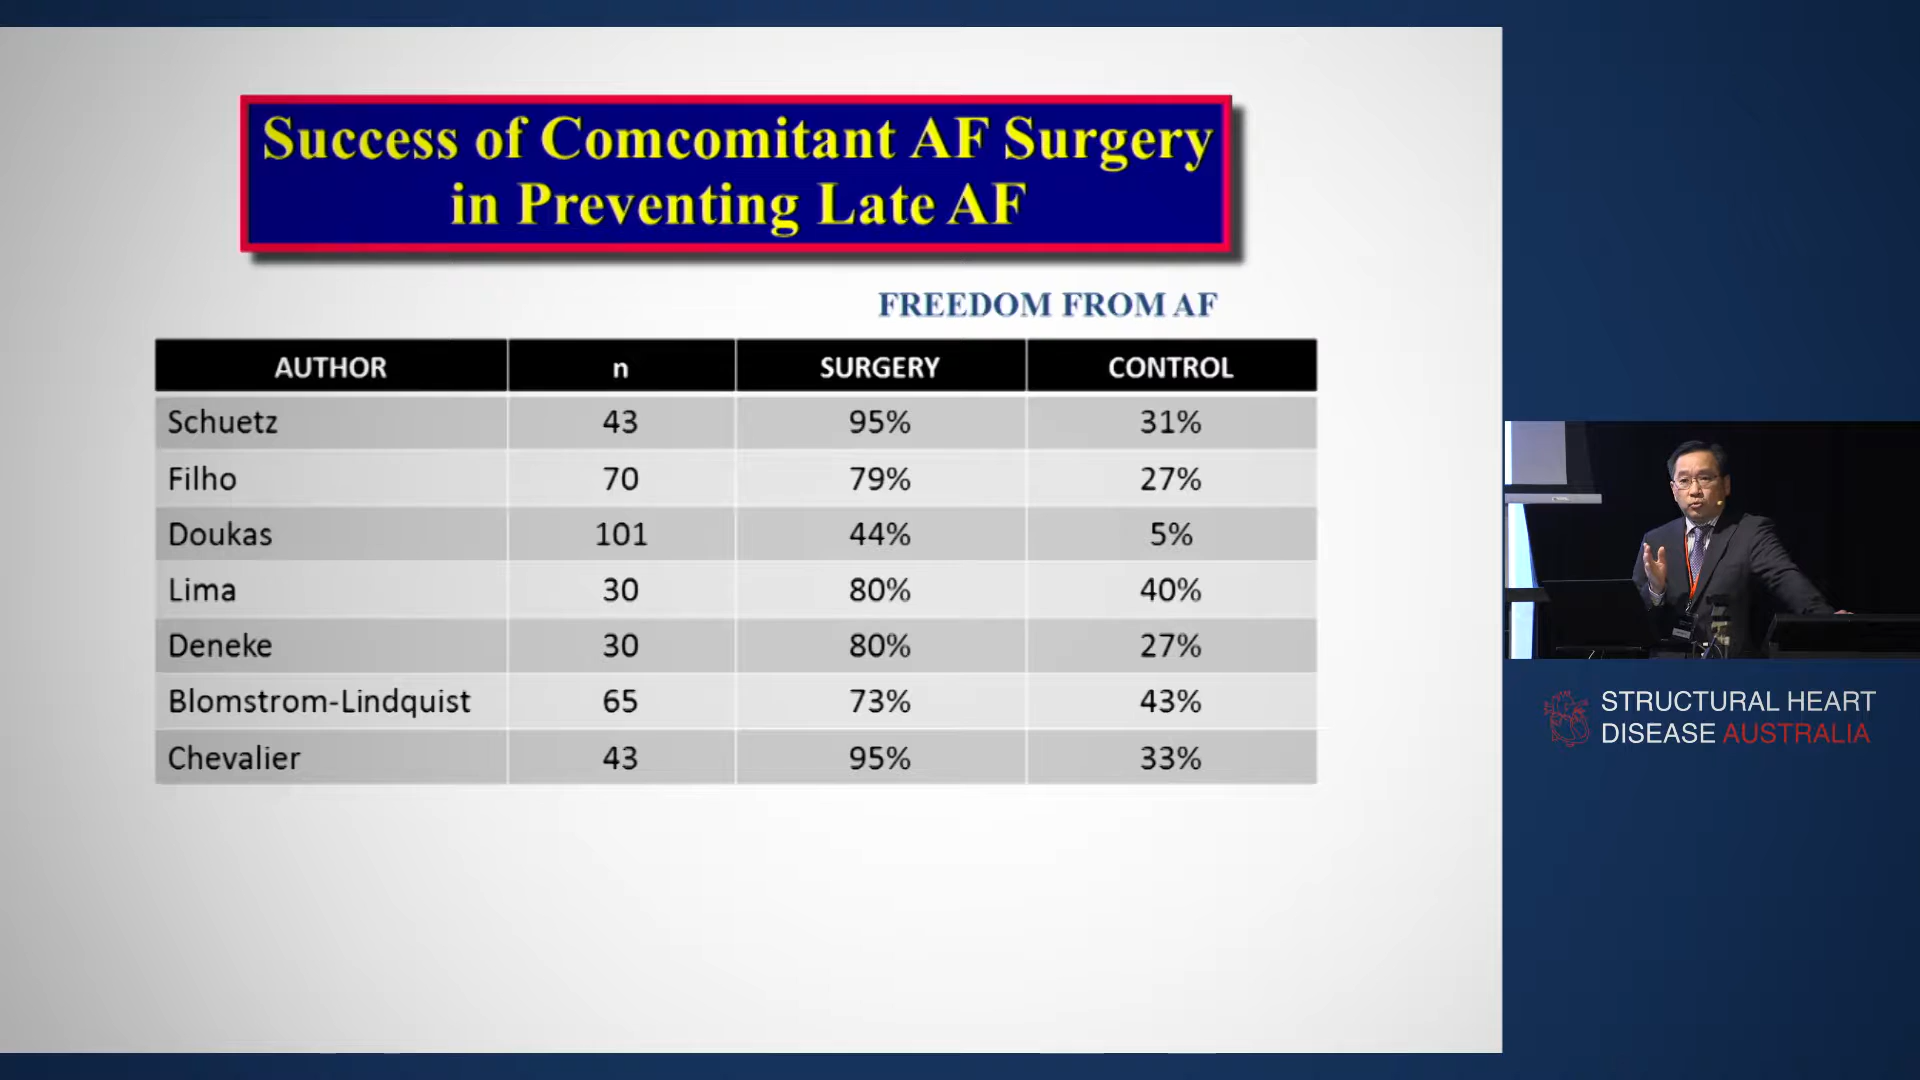 Success of Comcomitant AF Surgery
in Preventing Late AF
FREEDOM FROM AF
AUTHOR n SURGERY CONTROL
Schuetz 43 95% 31%
Filho 70 79% 27%
Doukas 101 44% 5%
Lima 30 80% 40%
Deneke 30 80% 27%
Blomstrom-Lindquist 65 73% 43%
Chevalier 43 95% 33%
STRUCTURAL HEART
DISEASE AUSTRALIA